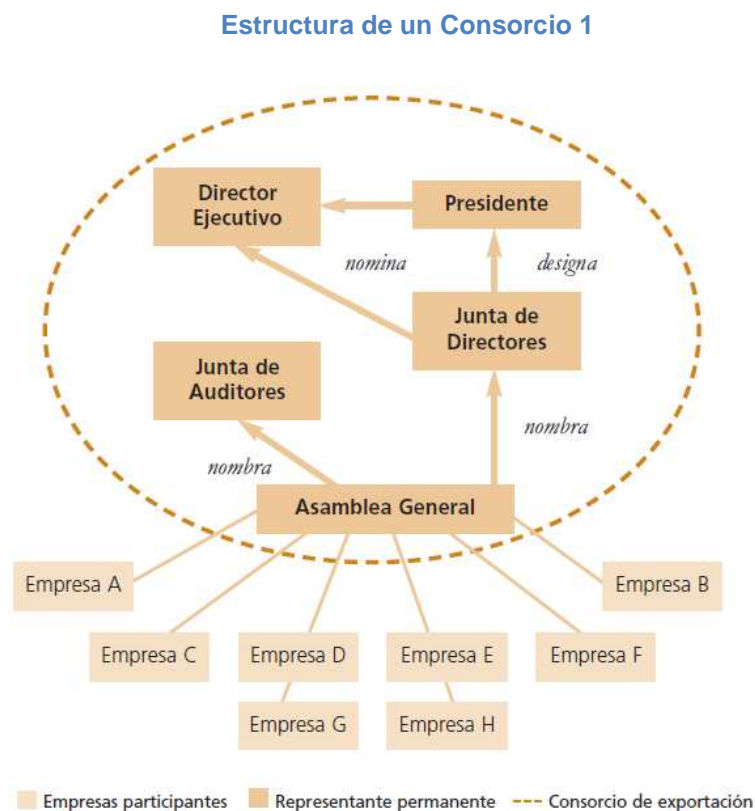 Estructura de un Consorcio 1
Director
Ejecutivo
Presidente
nomina
designa
Junta de
Directores
Junta de
Auditores
nombra
nombra
Asamblea General
Empresa A
Empresa B
Empresa C
Empresa D
Empresa E
Empresa F
Empresa G
Empresa H
Empresas participantes
Representante permanente
Consorcio de exportación